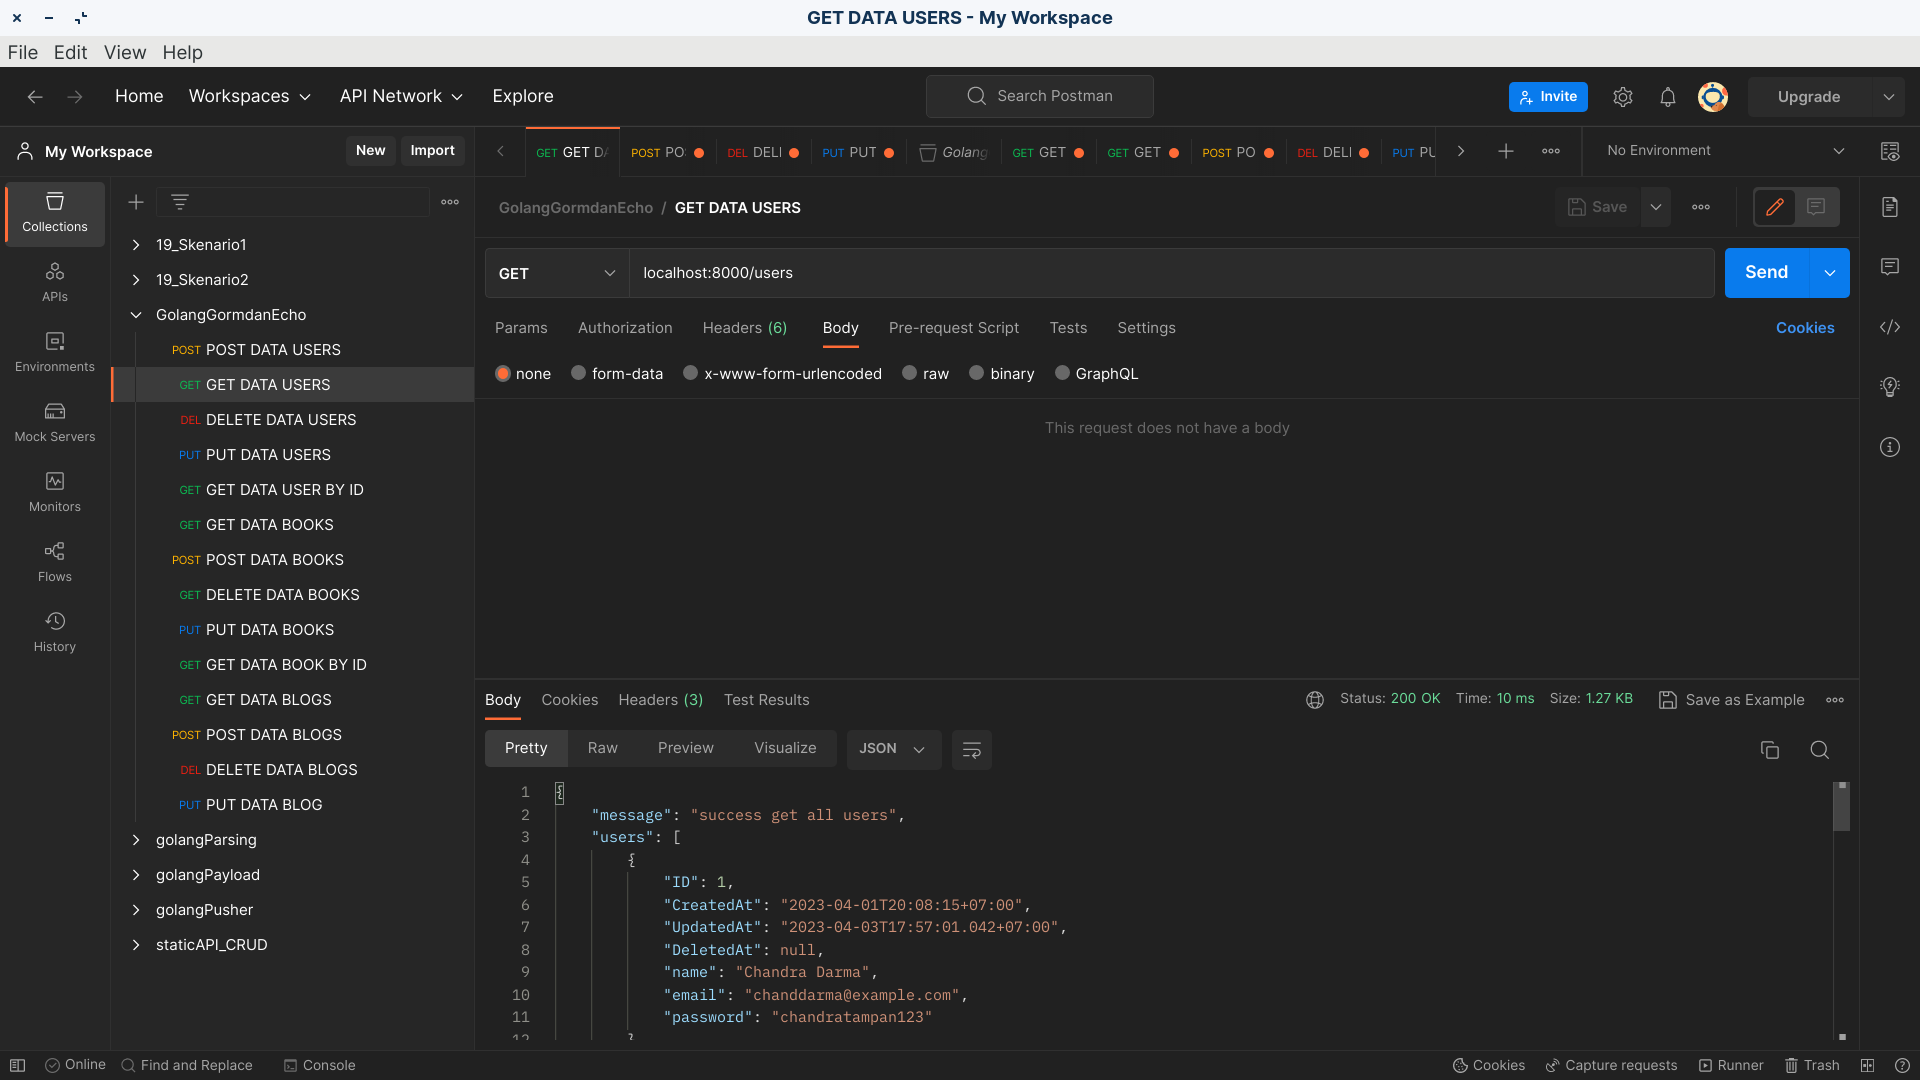 GET DATA USERS - My Workspace
File Edit View Help
Home Workspaces API Network Explore
Search Postman
Invite
Upgrade
My Workspace
New Import
GET GET DA
POST PO
DEL DELI
PUT PUT
Golang
GET GET
GET GET
POST PO
DEL DELI
PUT PU
No Environment
Collections
APIs
Environments
Mock Servers
Monitors
Flows
History
19_Skenario1
19_Skenario2
GolangGormdanEcho
POST POST DATA USERS
GET GET DATA USERS
DEL DELETE DATA USERS
PUT PUT DATA USERS
GET GET DATA USER BY ID
GET GET DATA BOOKS
POST POST DATA BOOKS
GET DELETE DATA BOOKS
PUT PUT DATA BOOKS
GET GET DATA BOOK BY ID
GET GET DATA BLOGS
POST POST DATA BLOGS
DEL DELETE DATA BLOGS
PUT PUT DATA BLOG
golangParsing
golangPayload
golangPusher
staticAPI_CRUD
GolangGormdanEcho / GET DATA USERS
Save
GET localhost:8000/users
Send
Params Authorization Headers (6) Body Pre-request Script Tests Settings
Cookies
none form-data x-www-form-urlencoded raw binary GraphQL
This request does not have a body
Body Cookies Headers (3) Test Results
Status: 200 OK Time: 10 ms Size: 1.27 KB Save as Example
Pretty Raw Preview Visualize JSON
1 {
2 "message": "success get all users",
3 "users": [
4 {
5 "ID": 1,
6 "CreatedAt": "2023-04-01T20:08:15+07:00",
7 "UpdatedAt": "2023-04-03T17:57:01.042+07:00",
8 "DeletedAt": null,
9 "name": "Chandra Darma",
10 "email": "chanddarma@example.com",
11 "password": "chandratampan123"
12 }
Online Find and Replace Console
Cookies Capture requests Runner Trash